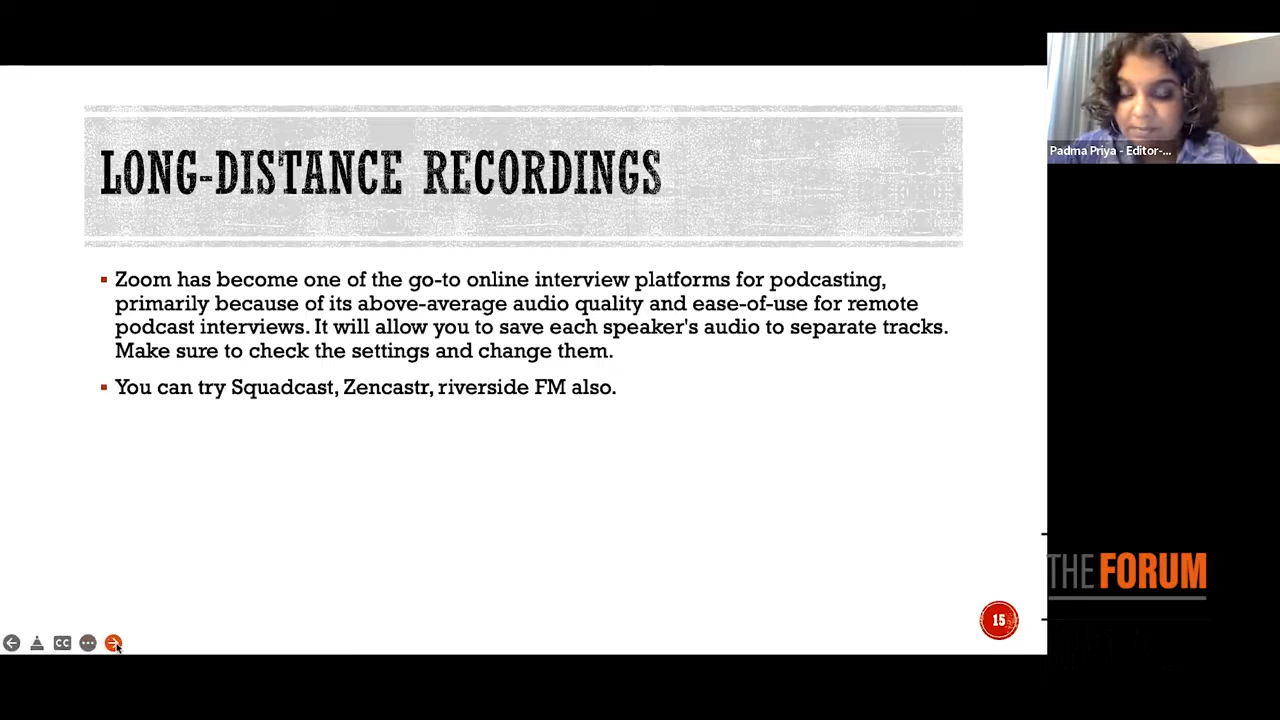 LONG-DISTANCE RECORDINGS
Zoom has become one of the go-to online interview platforms for podcasting,
primarily because of its above-average audio quality and ease-of-use for remote
podcast interviews. It will allow you to save each speaker's audio to separate tracks.
Make sure to check the settings and change them.
You can try Squadcast, Zencastr, riverside FM also.
15
CC
Padma Priya - Editor-...
THE FORUM